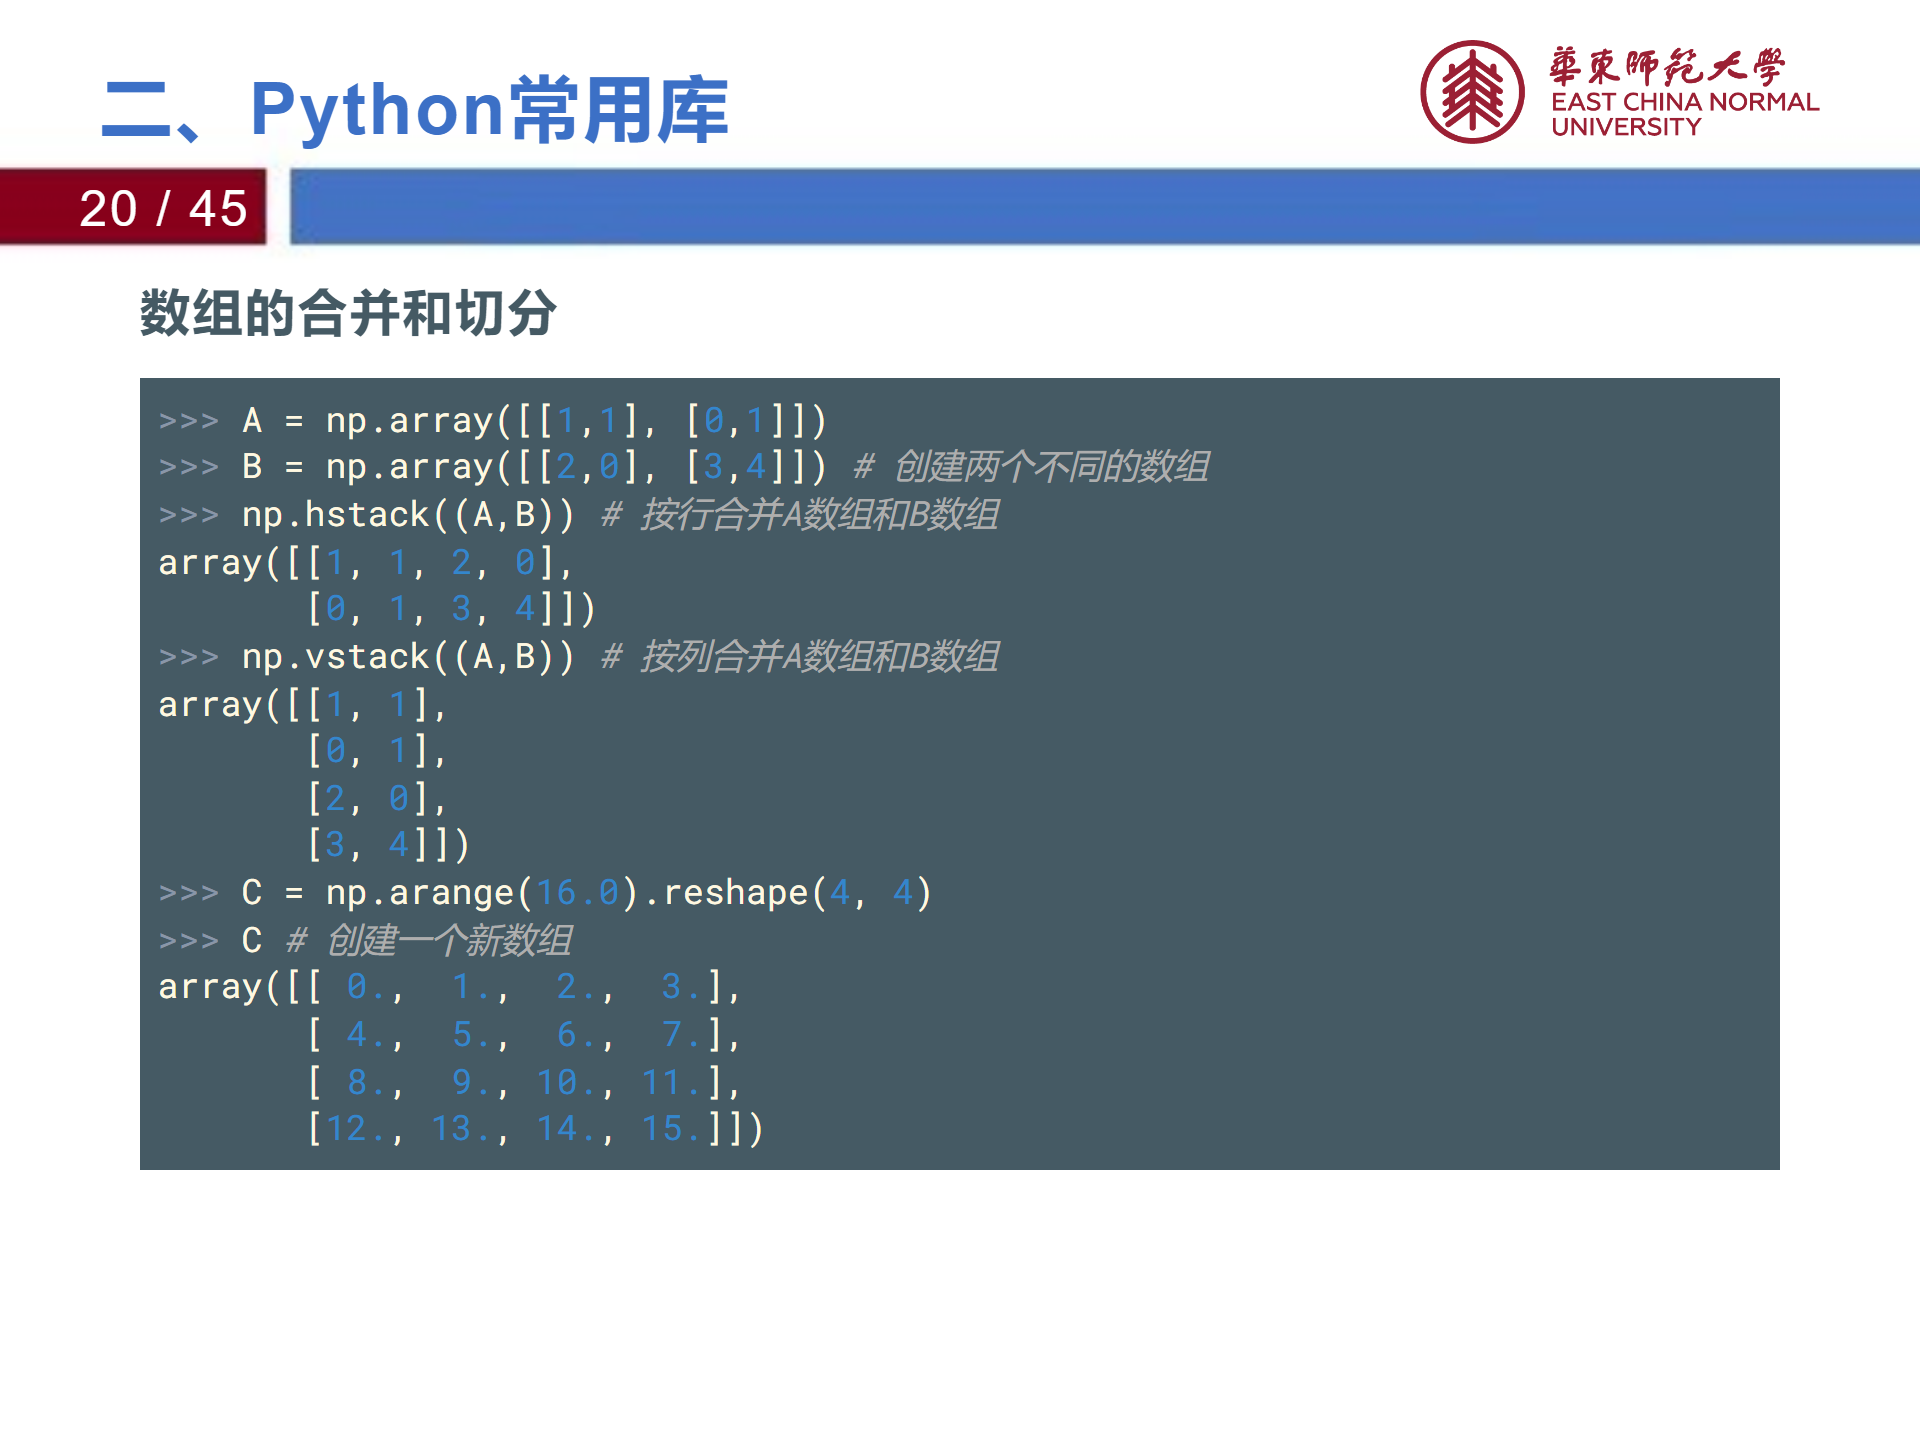 二、Python常用库
華東師範大學
EAST CHINA NORMAL
UNIVERSITY
20 / 45
数组的合并和切分
>>> A = np.array([[1,1], [0,1]])
>>> B = np.array([[2,0], [3,4]]) # 创建两个不同的数组
>>> np.hstack((A,B)) # 按行合并A数组和B数组
array([[1, 1, 2, 0],
       [0, 1, 3, 4]])
>>> np.vstack((A,B)) # 按列合并A数组和B数组
array([[1, 1],
       [0, 1],
       [2, 0],
       [3, 4]])
>>> C = np.arange(16.0).reshape(4, 4)
>>> C # 创建一个新数组
array([[ 0.,  1.,  2.,  3.],
       [ 4.,  5.,  6.,  7.],
       [ 8.,  9., 10., 11.],
       [12., 13., 14., 15.]])